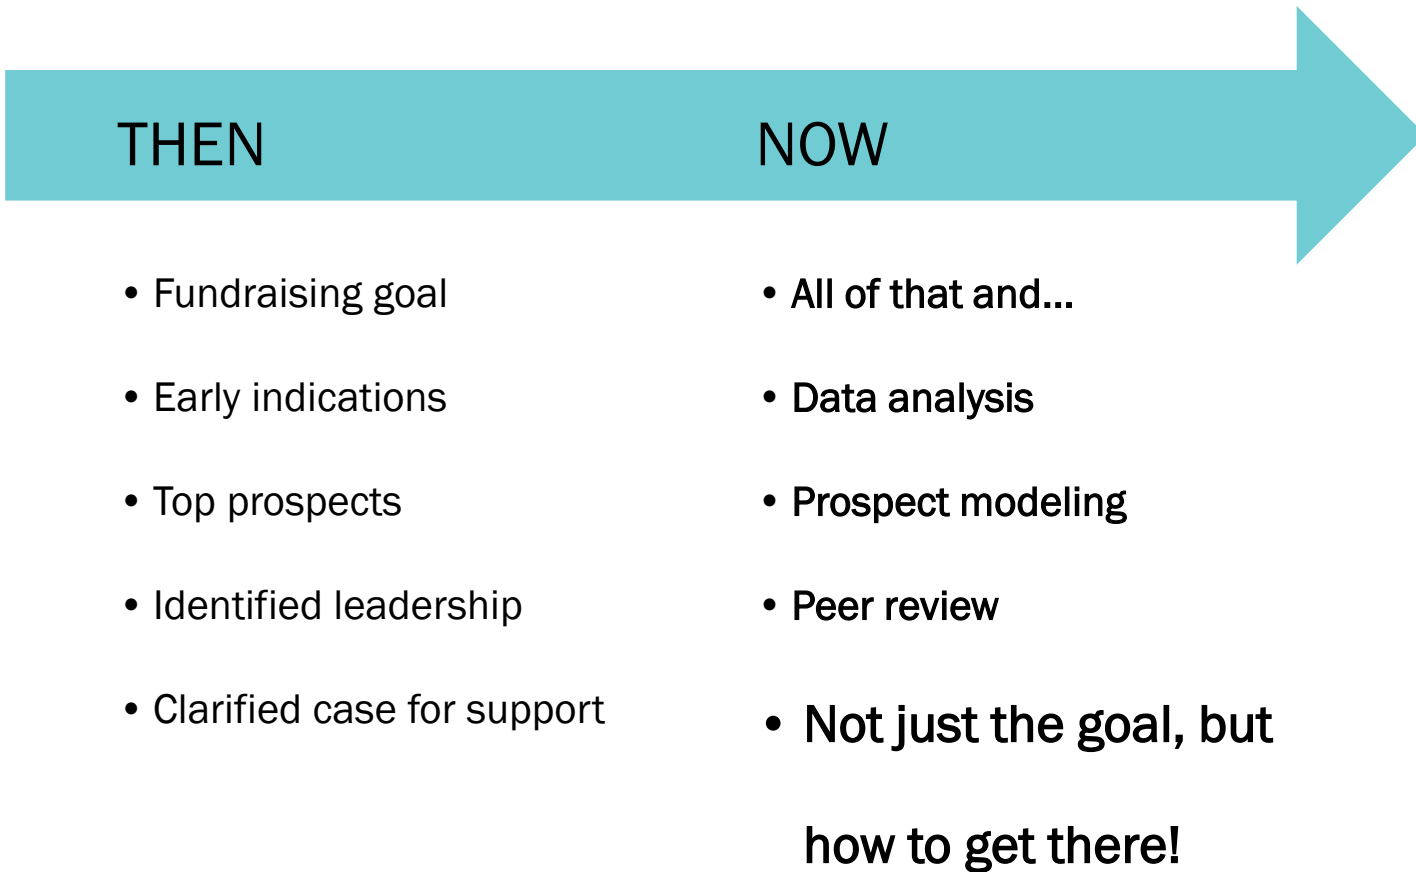 THEN
NOW
• Fundraising goal
• Early indications
• Top prospects
• Identified leadership
• Clarified case for support
• All of that and...
• Data analysis
• Prospect modeling
• Peer review
• Not just the goal, but
how to get there!